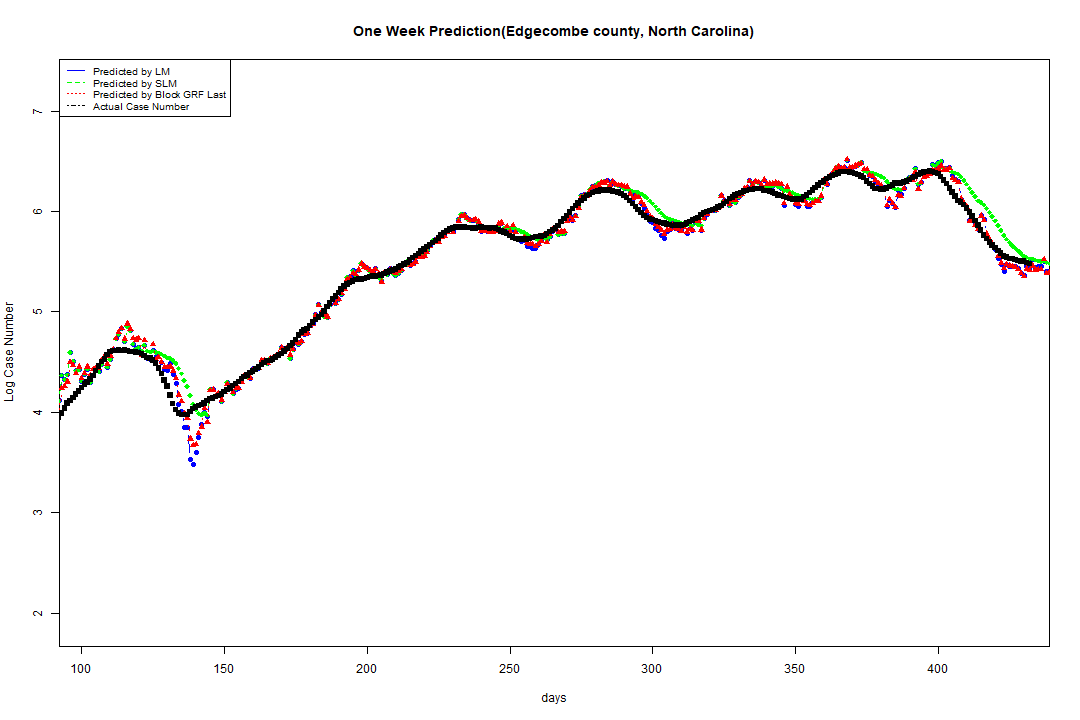 One Week Prediction(Edgecombe county, North Carolina)
Predicted by LM
Predicted by SLM
Predicted by Block GRF Last
Actual Case Number
7
6
5
4
3
2
Log Case Number
100 150 200 250 300 350 400
days